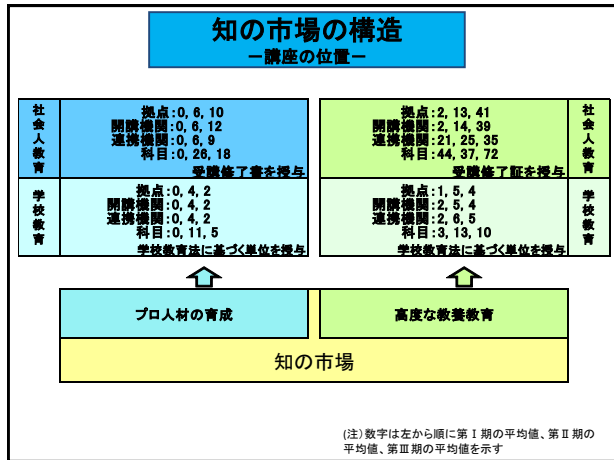 知の市場の構造
－講座の位置－
社会人教育
拠点:0, 6, 10
開講機関:0, 6, 12
連携機関:0, 6, 9
科目:0, 26, 18
受講修了書を授与
拠点:2, 13, 41
開講機関:2, 14, 39
連携機関:21, 25, 35
科目:44, 37, 72
受講修了証を授与
社会人教育
学校教育
拠点:0, 4, 2
開講機関:0, 4, 2
連携機関:0, 4, 2
科目:0, 11, 5
学校教育法に基づく単位を授与
拠点:1, 5, 4
開講機関:2, 5, 4
連携機関:2, 6, 5
科目:3, 13, 10
学校教育法に基づく単位を授与
学校教育
プロ人材の育成
高度な教養教育
知の市場
(注)数字は左から順に第Ⅰ期の平均値、第Ⅱ期の
平均値、第Ⅲ期の平均値を示す